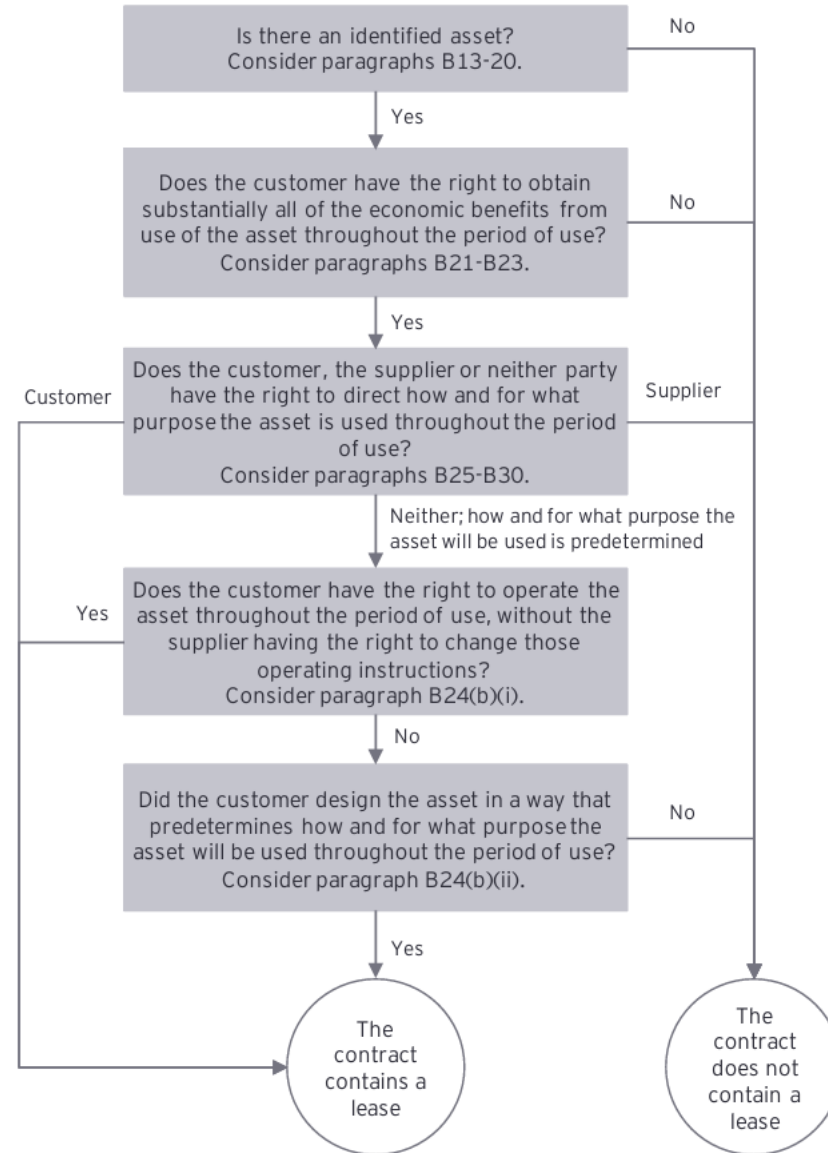 Is there an identified asset?
Consider paragraphs B13-20.
No
Yes
Does the customer have the right to obtain
substantially all of the economic benefits from
use of the asset throughout the period of use?
Consider paragraphs B21-B23.
No
Yes
Does the customer, the supplier or neither party
have the right to direct how and for what
purpose the asset is used throughout the period
of use?
Consider paragraphs B25-B30.
Customer
Supplier
Neither; how and for what purpose the
asset will be used is predetermined
Does the customer have the right to operate the
asset throughout the period of use, without the
supplier having the right to change those
operating instructions?
Consider paragraph B24(b)(i).
Yes
No
Did the customer design the asset in a way that
predetermines how and for what purpose the
asset will be used throughout the period of use?
Consider paragraph B24(b)(ii).
No
Yes
The
contract
contains a
lease
The
contract
does not
contain a
lease